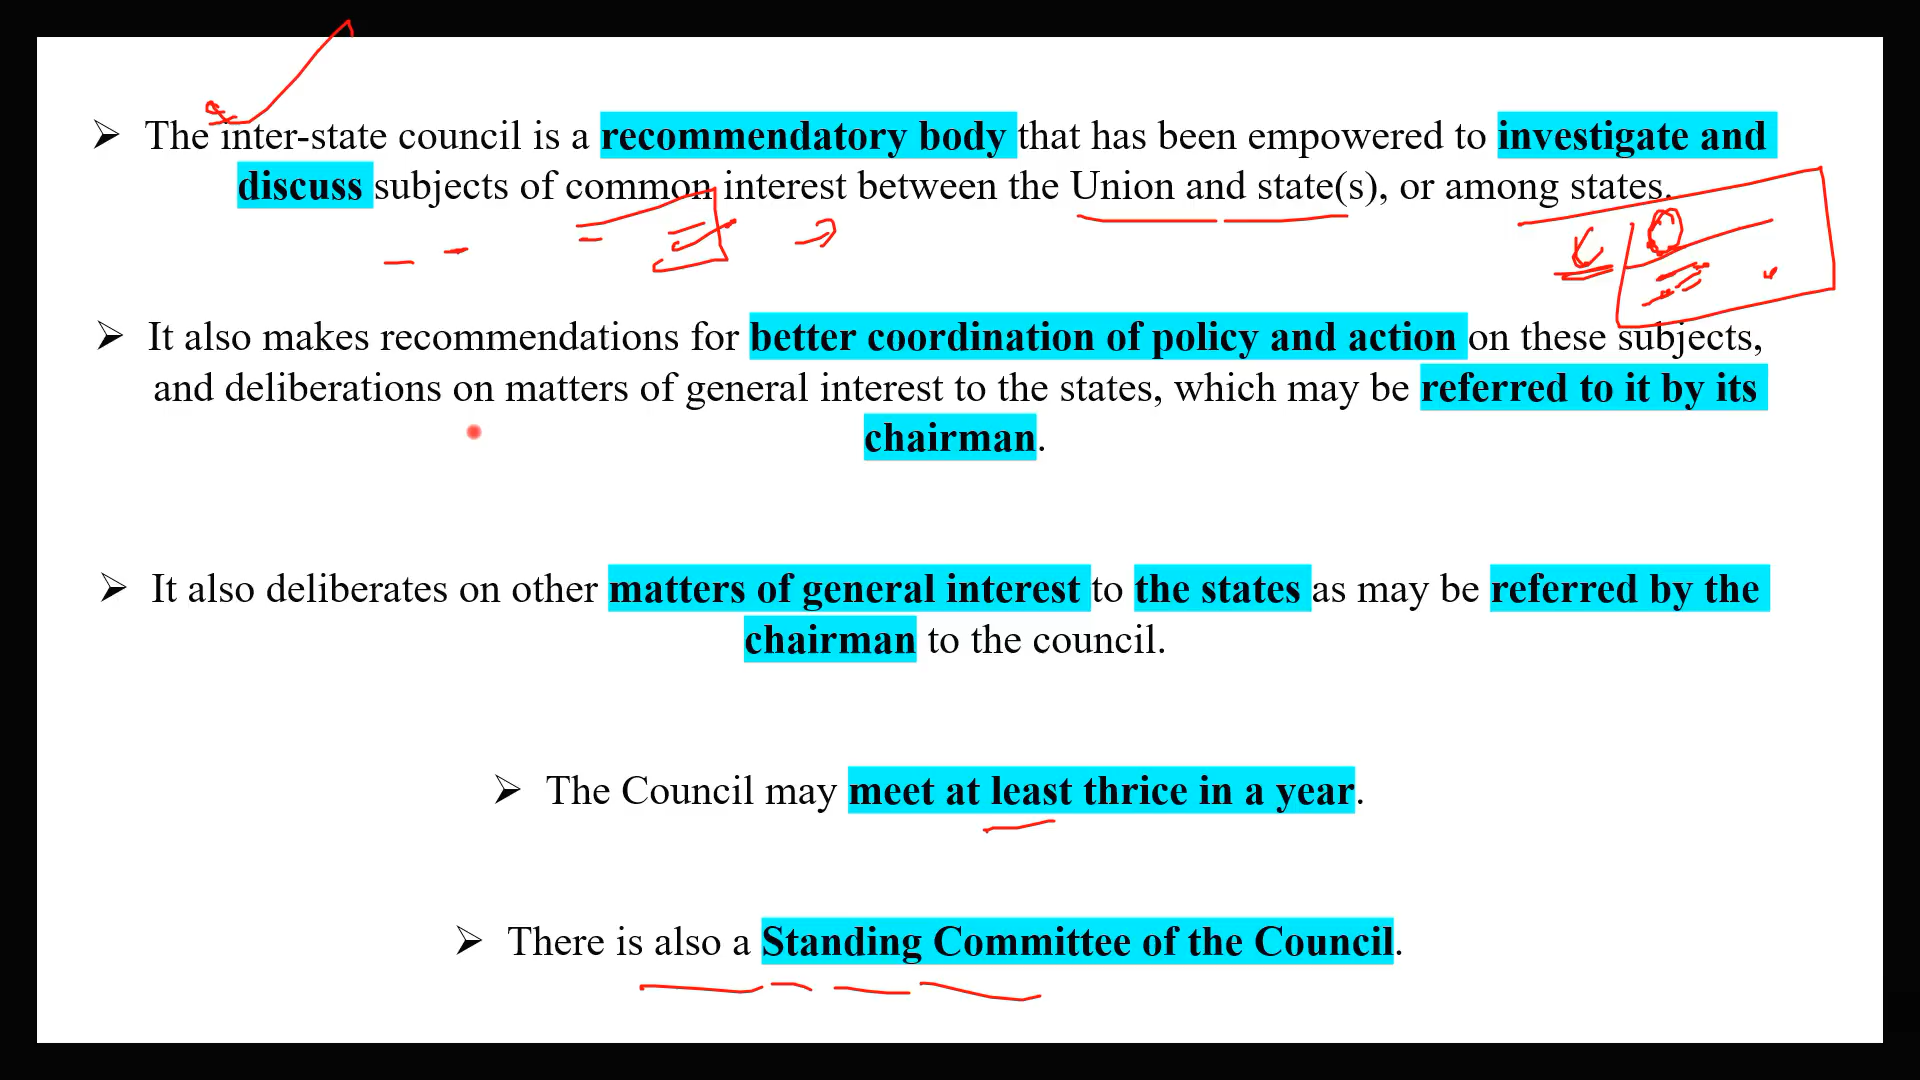 ➢ The inter-state council is a recommendatory body that has been empowered to investigate and
discuss subjects of common interest between the Union and state(s), or among states.
➢ It also makes recommendations for better coordination of policy and action on these subjects,
and deliberations on matters of general interest to the states, which may be referred to it by its
chairman.
➢ It also deliberates on other matters of general interest to the states as may be referred by the
chairman to the council.
➢ The Council may meet at least thrice in a year.
➢ There is also a Standing Committee of the Council.